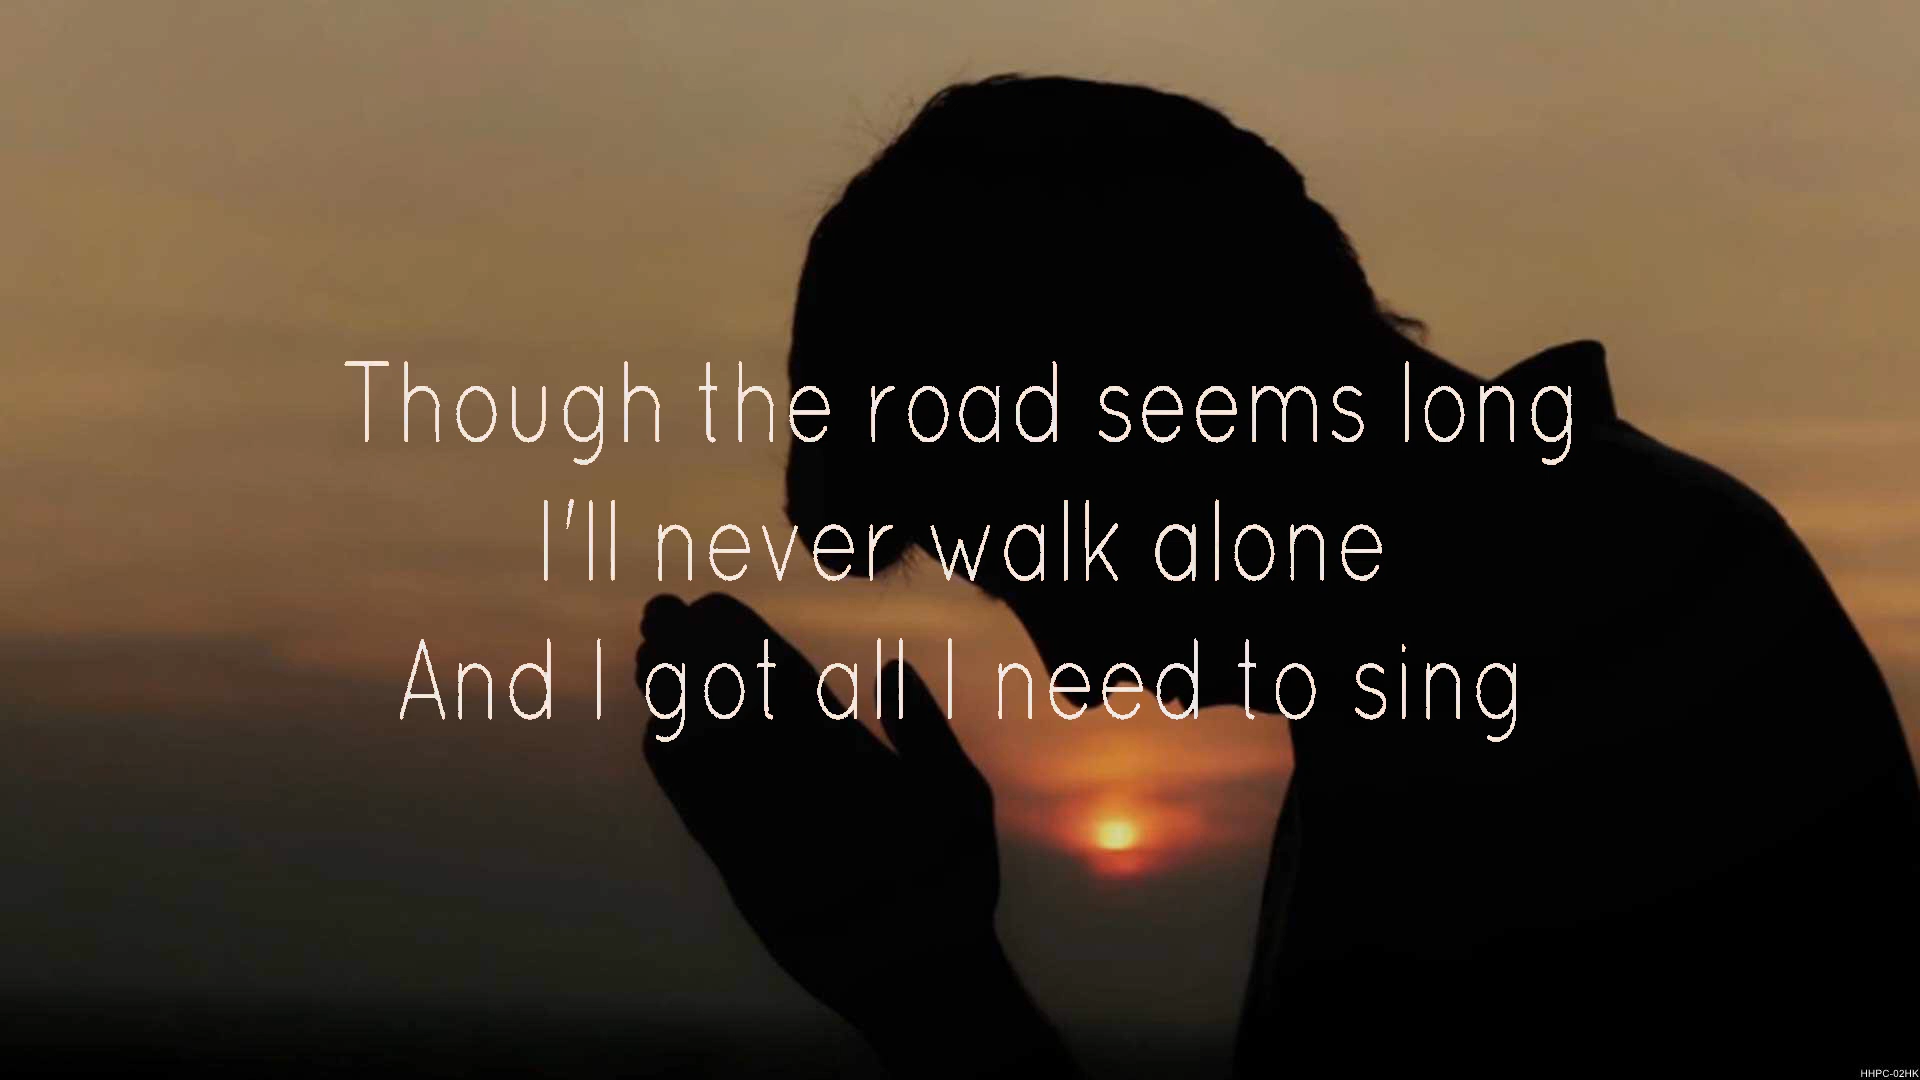 Though the road seems long
I'll never walk alone
And I got all I need to sing
HHPC-02HK